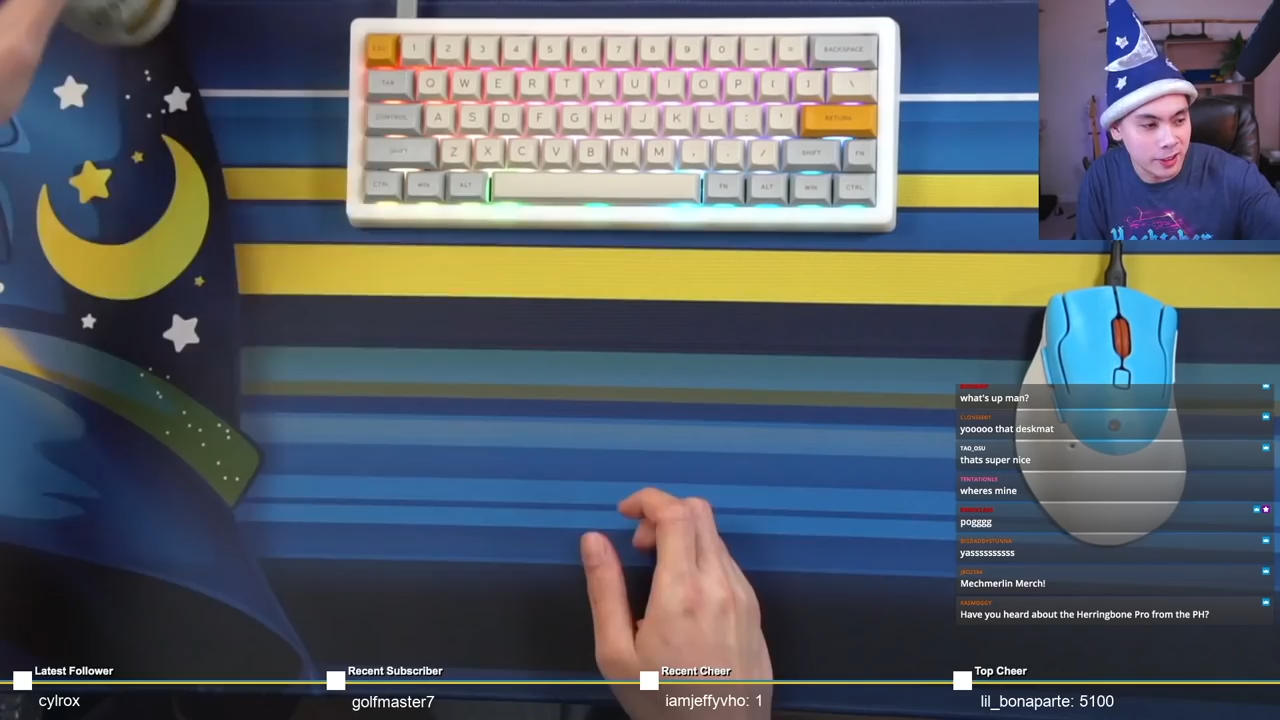 ESC 1 2 3 4 5 6 7 8 9 0 - = BACKSPACE
TAB Q W E R T Y U I O P [ ] \
CONTROL A S D F G H J K L : ' RETURN
SHIFT Z X C V B N M , . / SHIFT FN
CTRL WIN ALT FN ALT WIN CTRL
what's up man?
yooooo that deskmat
TAO_OSU
thats super nice
TENTATIONLS
wheres mine
pogggg
BIGDADDYSTUNNA
yassssssssss
Mechmerlin Merch!
KASMOGGY
Have you heard about the Herringbone Pro from the PH?
Latest Follower
cylrox
Recent Subscriber
golfmaster7
Recent Cheer
iamjeffyvho: 1
Top Cheer
lil_bonaparte: 5100